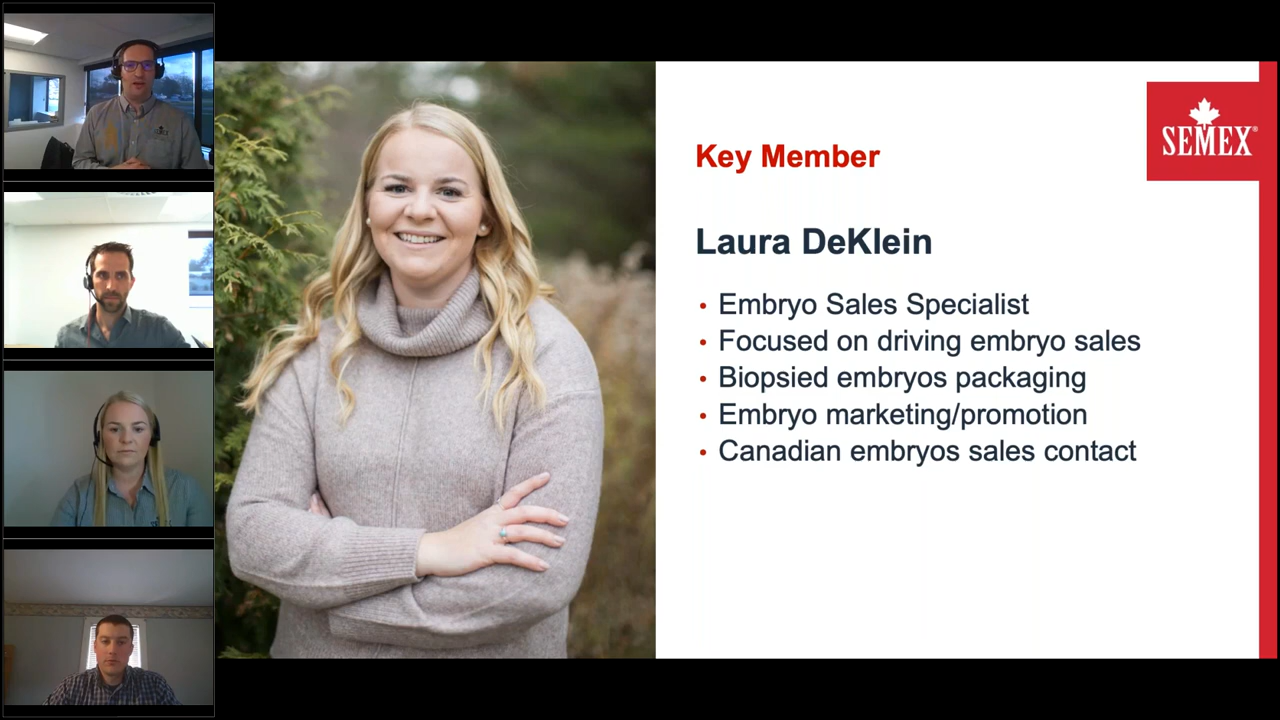 Key Member
SEMEX®
Laura DeKlein
• Embryo Sales Specialist
• Focused on driving embryo sales
• Biopsied embryos packaging
• Embryo marketing/promotion
• Canadian embryos sales contact